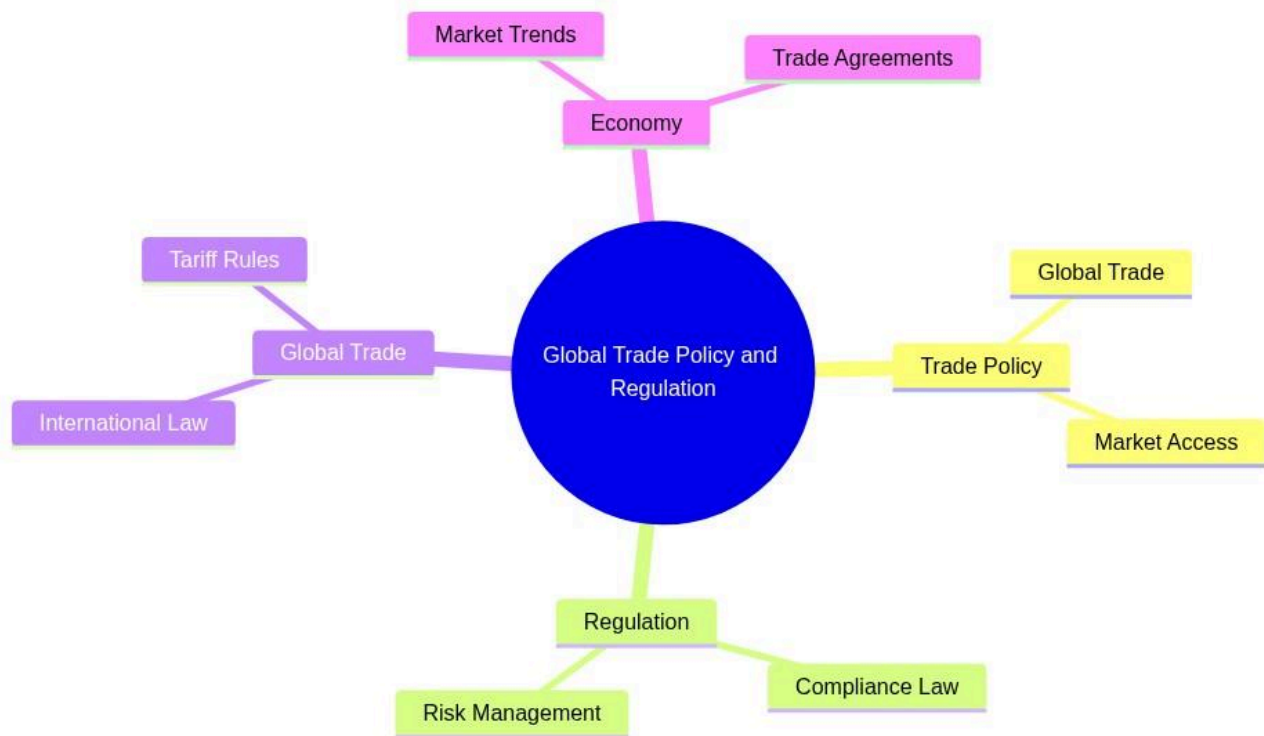 Market Trends
Trade Agreements
Economy
Tariff Rules
Global Trade
Global Trade
International Law
Global Trade Policy and
Regulation
Trade Policy
Market Access
Regulation
Compliance Law
Risk Management